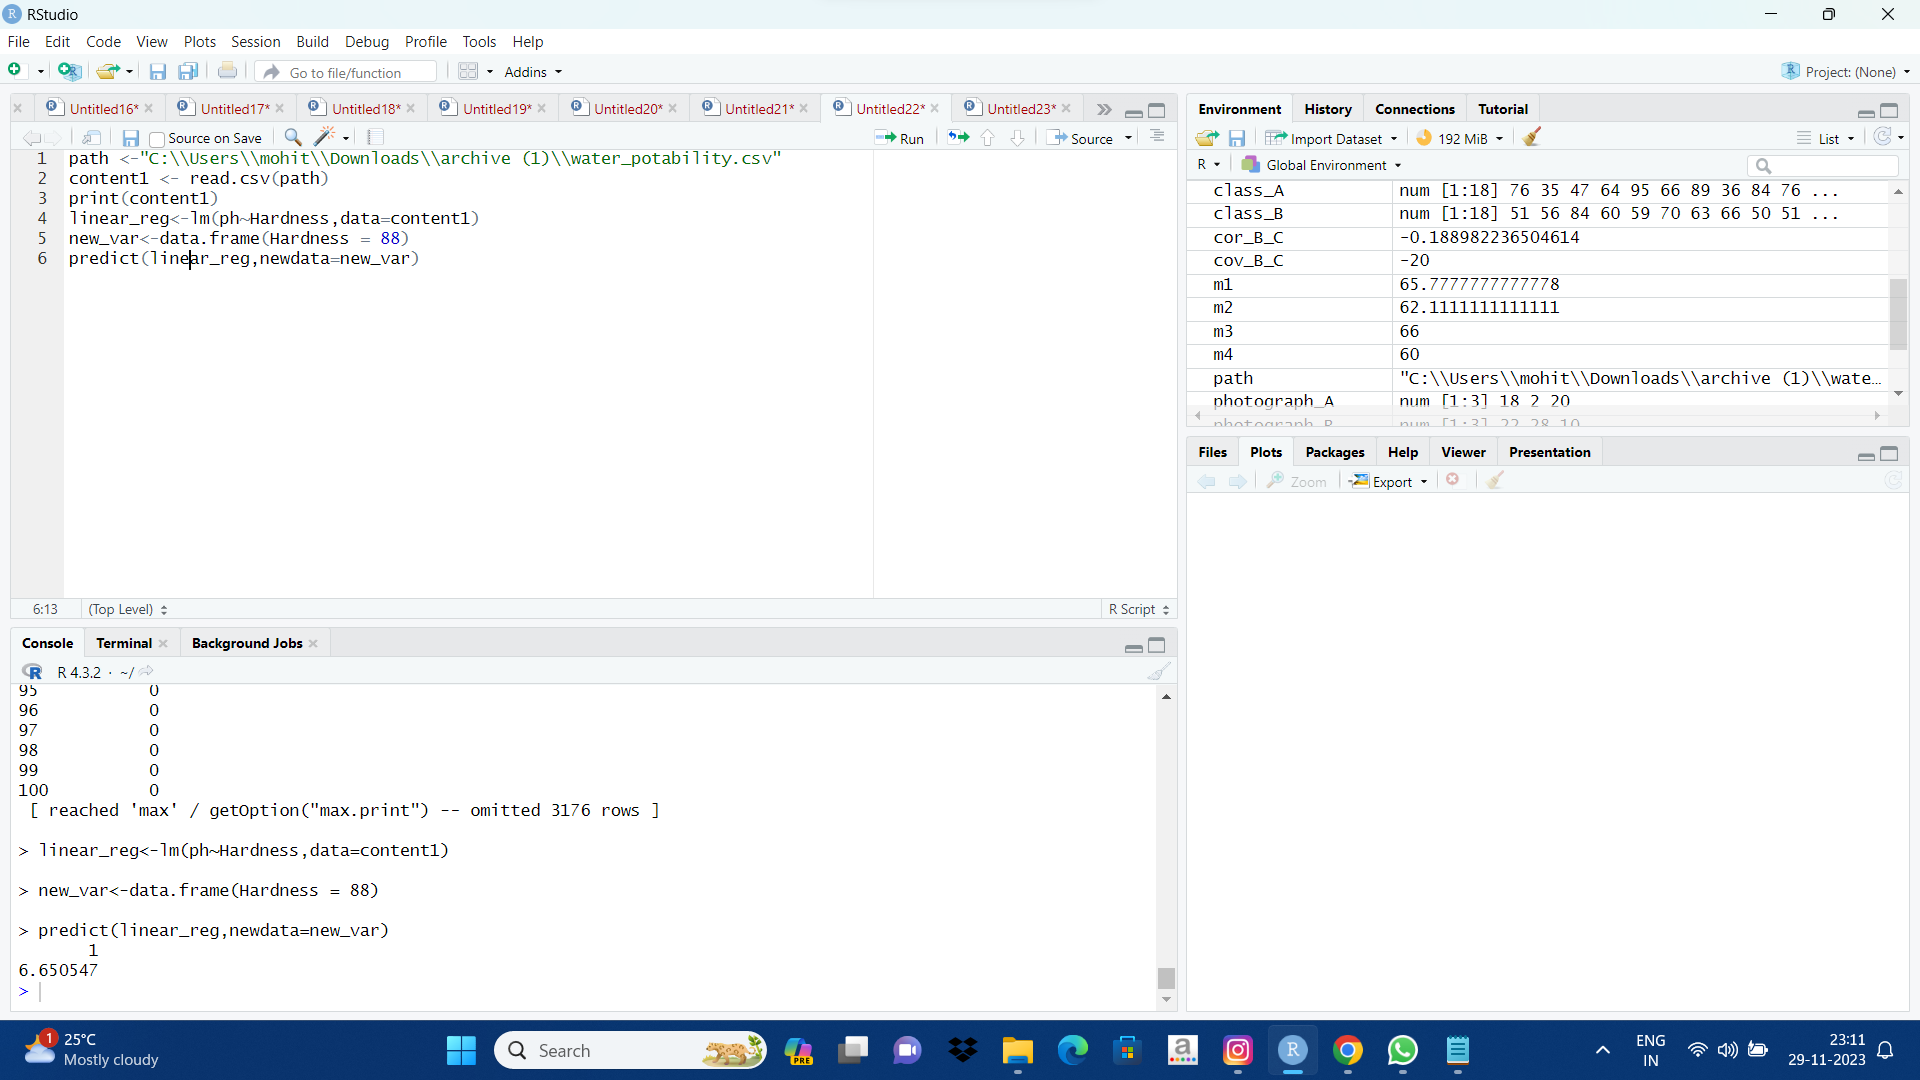 RStudio
File Edit Code View Plots Session Build Debug Profile Tools Help
Go to file/function Addins Project: (None)
Untitled16* Untitled17* Untitled18* Untitled19* Untitled20* Untitled21* Untitled22* Untitled23*
Source on Save Run Source
1 path <-"C:\\Users\\mohit\\Downloads\\archive (1)\\water_potability.csv"
2 content1 <- read.csv(path)
3 print(content1)
4 linear_reg<-lm(ph~Hardness,data=content1)
5 new_var<-data.frame(Hardness = 88)
6 predict(linear_reg,newdata=new_var)
6:13 (Top Level) R Script
Console Terminal Background Jobs
R 4.3.2 · ~/
95 0
96 0
97 0
98 0
99 0
100 0
[ reached 'max' / getOption("max.print") -- omitted 3176 rows ]
> linear_reg<-lm(ph~Hardness,data=content1)
> new_var<-data.frame(Hardness = 88)
> predict(linear_reg,newdata=new_var)
1
6.650547
>
Environment History Connections Tutorial
Import Dataset 192 MiB List
R Global Environment
class_A num [1:18] 76 35 47 64 95 66 89 36 84 76 ...
class_B num [1:18] 51 56 84 60 59 70 63 66 50 51 ...
cor_B_C -0.188982236504614
cov_B_C -20
m1 65.7777777777778
m2 62.1111111111111
m3 66
m4 60
path "C:\\Users\\mohit\\Downloads\\archive (1)\\wate…
photograph_A num [1:3] 18 2 20
photograph_B num [1:3] 22 28 10
Files Plots Packages Help Viewer Presentation
Zoom Export
1 25°C
Mostly cloudy
Search
PRE
ENG
IN
23:11
29-11-2023